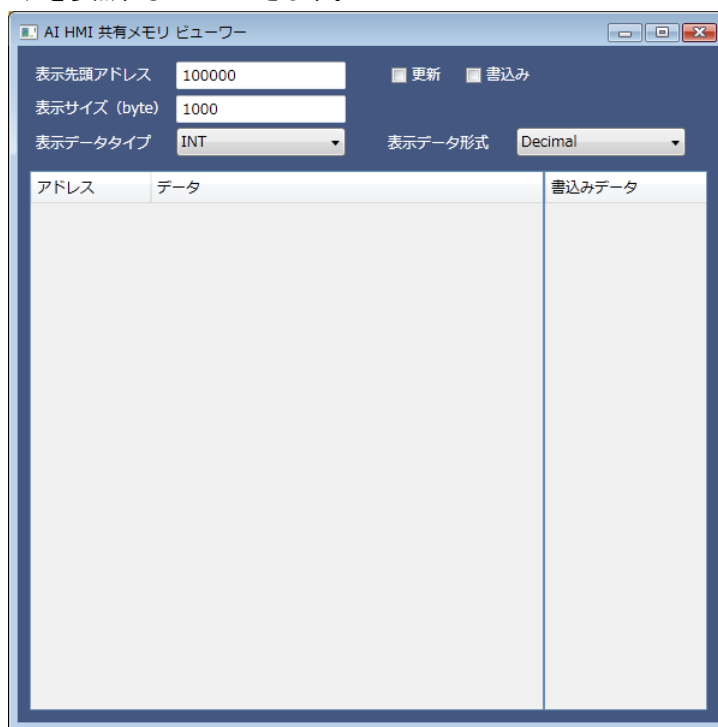 AI HMI 共有メモリ ビューワー
表示先頭アドレス 100000 更新 書込み
表示サイズ (byte) 1000
表示データタイプ INT 表示データ形式 Decimal
アドレス データ 書込みデータ